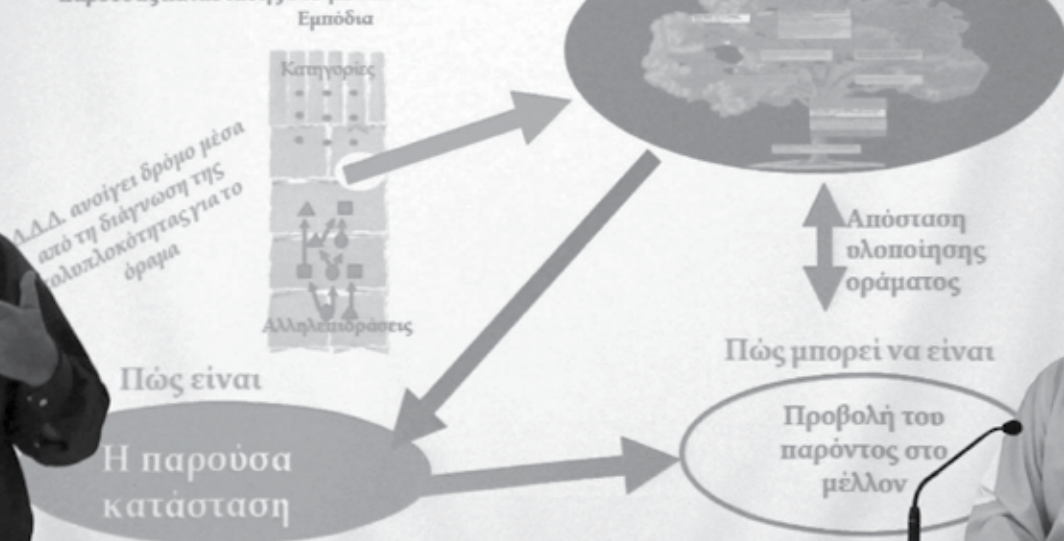 Εμπόδια
Κατηγορίες
Δ.Δ.Δ. ανοίγει δρόμο μέσα
από τη διάγνωση της
πολυπλοκότητας για το
όραμα
Αλληλεπιδράσεις
Απόσταση
υλοποίησης
οράματος
Πώς είναι
Πώς μπορεί να είναι
Η παρούσα
κατάσταση
Προβολή του
παρόντος στο
μέλλον